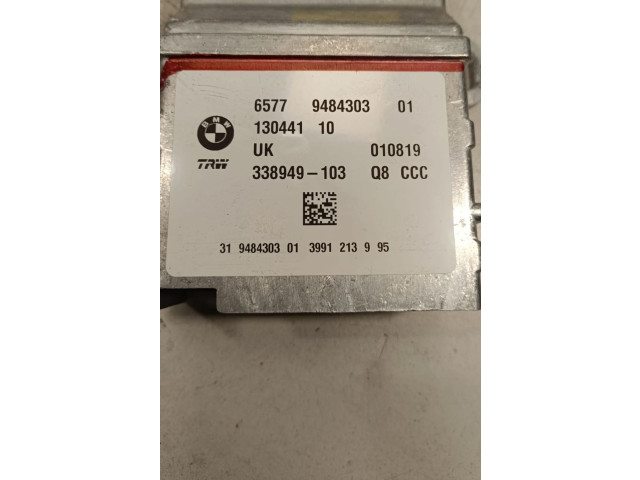 BMW
6577 9484303 01
130441 10
UK 010819
TRW
338949-103 Q8 CCC
31 9484303 01 3991 213 9 95